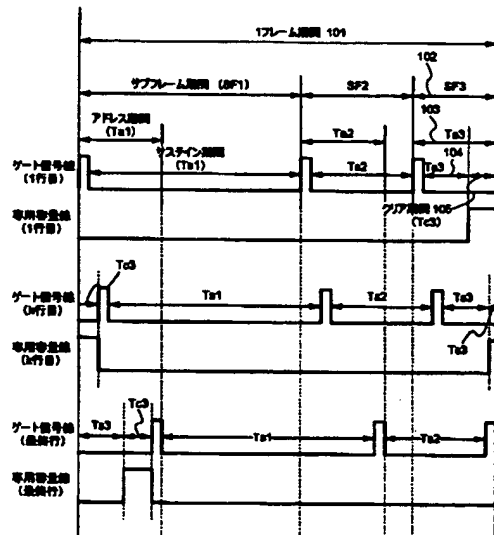 1フレーム期間 101
102
サブフレーム期間 (SF1)
SF2
SF3
103
アドレス期間
(Ta1)
Ta2
Ta3
サステイン期間
(Ts1)
104
ゲート信号線
(1行目)
Ts2
Ts3
クリア期間 105
(Tc3)
専用容量線
(1行目)
Tc3
ゲート信号線
(k行目)
Ts1
Ts2
Ts3
専用容量線
(k行目)
Tc3
Ts3
ゲート信号線
(最終行)
Ts1
Ts2
専用容量線
(最終行)